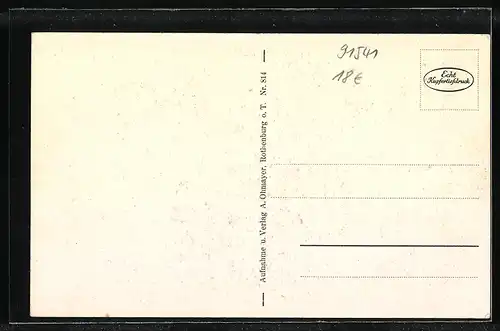 91541
18€
Echt
Kupfertiefdruck
Aufnahme u. Verlag A. Ohmayer, Rothenburg o. T. Nr. 814